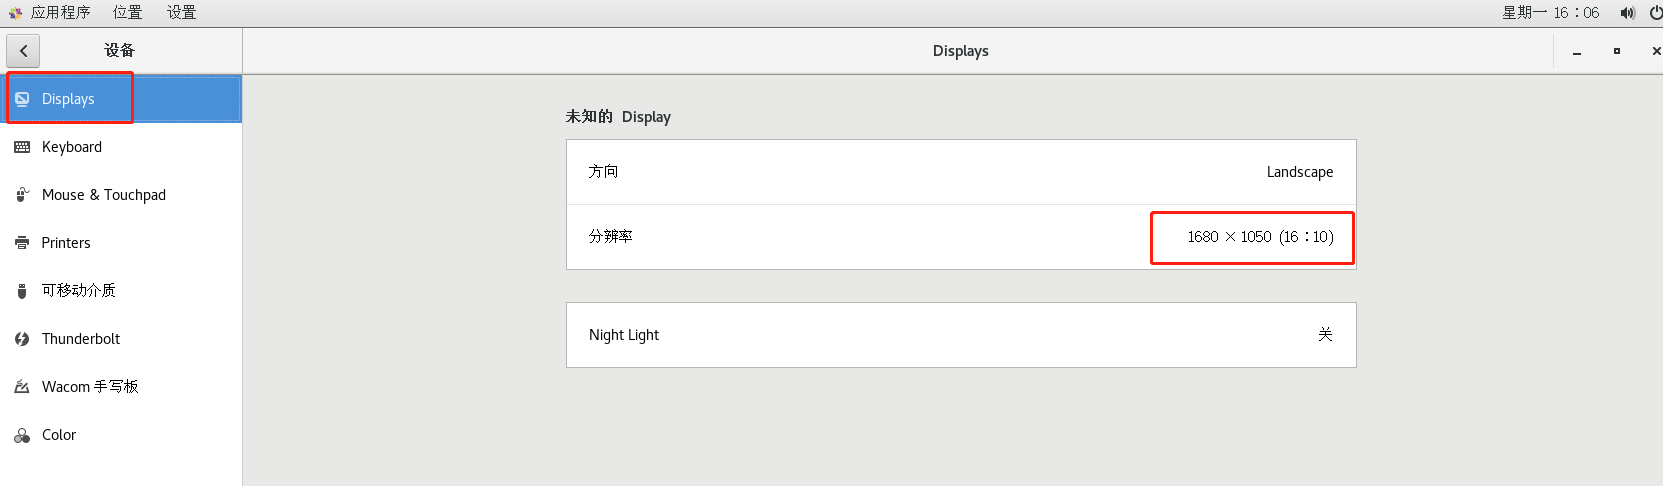 应用程序 位置 设置 星期一 16：06
设备 Displays
Displays
Keyboard
Mouse & Touchpad
Printers
可移动介质
Thunderbolt
Wacom 手写板
Color
未知的 Display
方向 Landscape
分辨率 1680 × 1050 (16：10)
Night Light 关